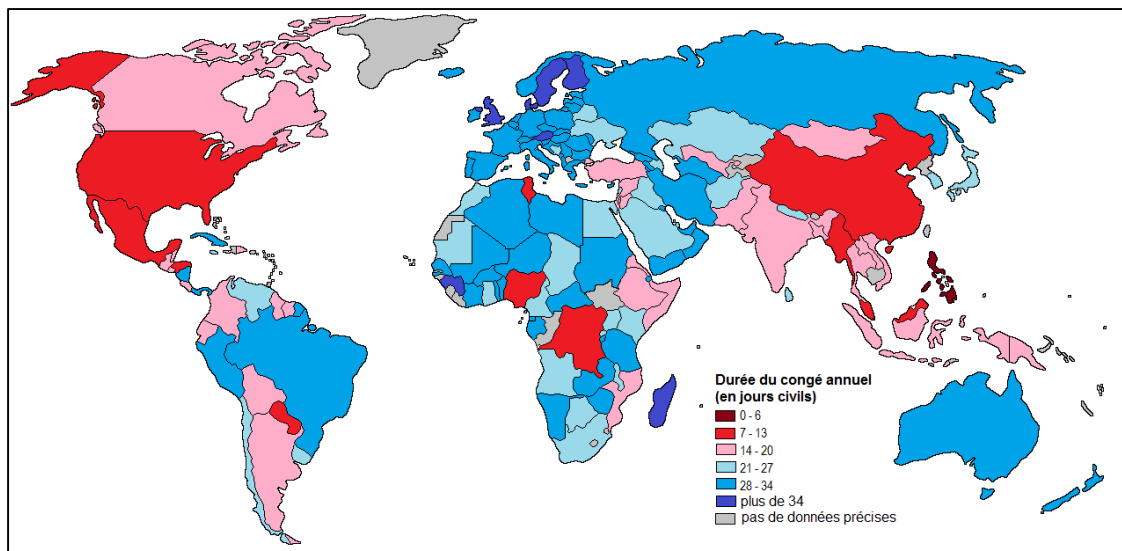 Durée du congé annuel
(en jours civils)
0 - 6
7 - 13
14 - 20
21 - 27
28 - 34
plus de 34
pas de données précises